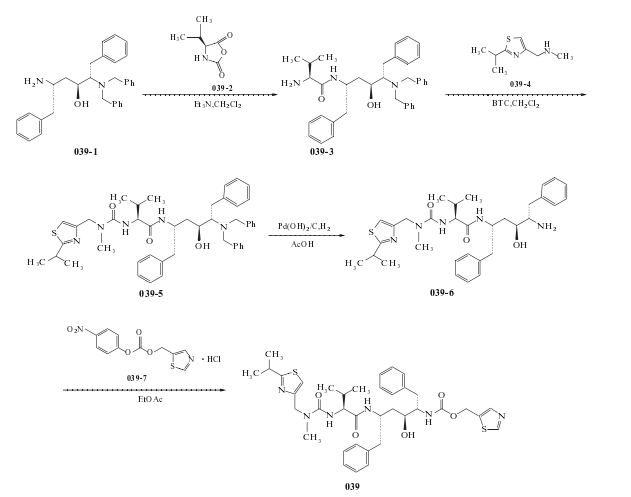 H₂N
OH
N
Ph
Ph
039-1
CH₃
H₃C
O
O
HN
O
039-2
Et₃N,CH₂Cl₂
H₃C
CH₃
H₂N
H
N
O
OH
N
Ph
Ph
039-3
S
N
HN
CH₃
H₃C
CH₃
039-4
BTC,CH₂Cl₂
S
N
H₃C
CH₃
N
CH₃
O
N
H
H₃C
CH₃
O
H
N
OH
N
Ph
Ph
039-5
Pd(OH)₂/C,H₂
AcOH
S
N
H₃C
CH₃
N
CH₃
O
N
H
H₃C
CH₃
O
H
N
OH
NH₂
039-6
O₂N
O
O
O
S
N
• HCl
039-7
EtOAc
CH₃
H₃C
S
N
N
CH₃
O
N
H
H₃C
CH₃
O
H
N
OH
N
H
O
O
S
N
039